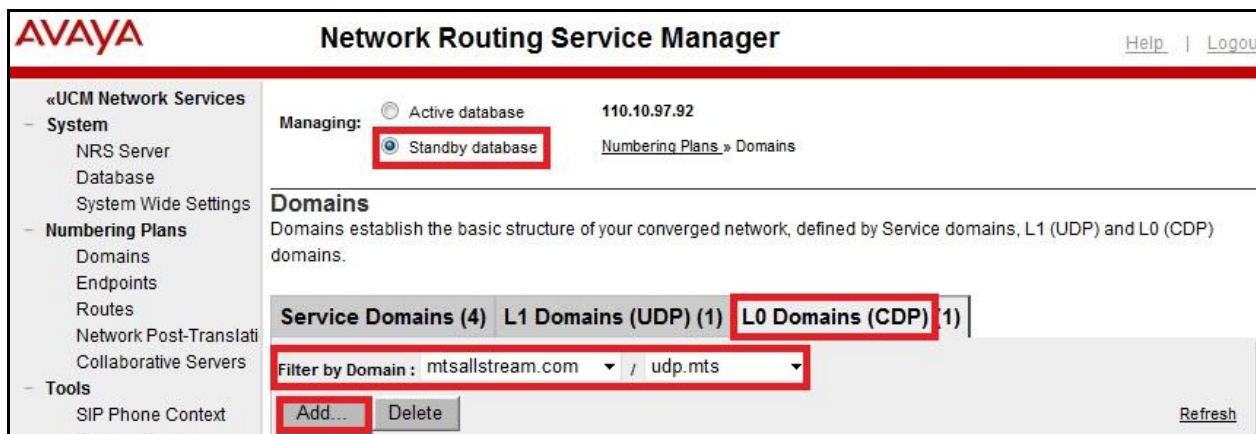 AVAYA
Network Routing Service Manager
Help | Logou
«UCM Network Services
− System
NRS Server
Database
System Wide Settings
− Numbering Plans
Domains
Endpoints
Routes
Network Post-Translati
Collaborative Servers
− Tools
SIP Phone Context
Managing:
Active database
Standby database
110.10.97.92
Numbering Plans » Domains
Domains
Domains establish the basic structure of your converged network, defined by Service domains, L1 (UDP) and L0 (CDP)
domains.
Service Domains (4) L1 Domains (UDP) (1) L0 Domains (CDP) (1)
Filter by Domain : mtsallstream.com / udp.mts
Add... Delete
Refresh